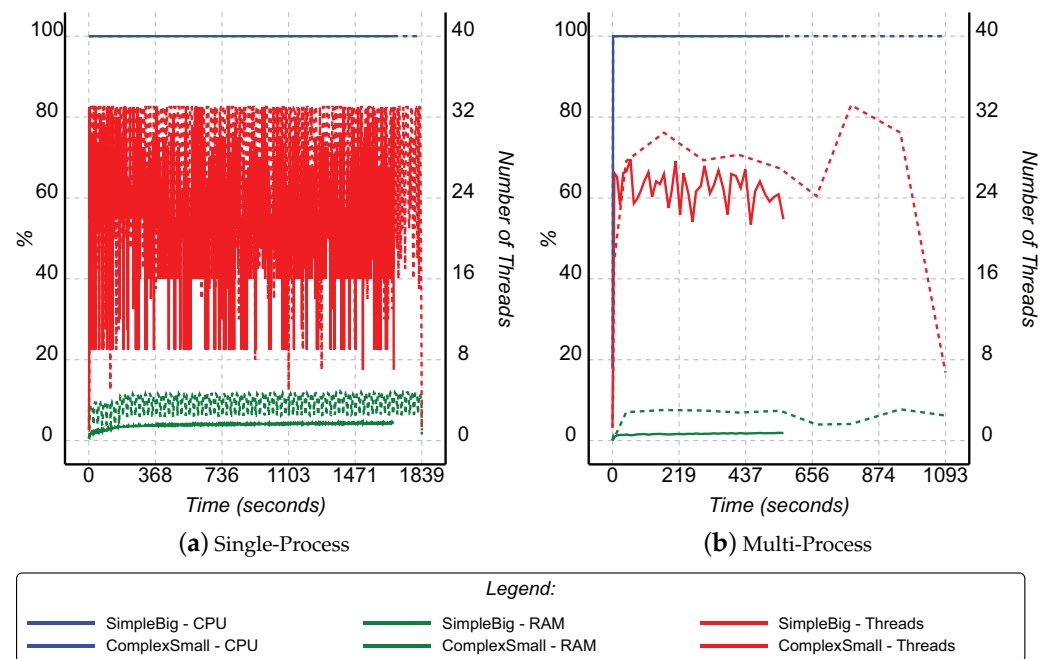 100
80
60
40
20
0
%
40
32
24
16
8
0
Number of Threads
0 368 736 1103 1471 1839
Time (seconds)
(a) Single-Process
100
80
60
40
20
0
%
40
32
24
16
8
0
Number of Threads
0 219 437 656 874 1093
Time (seconds)
(b) Multi-Process
Legend:
SimpleBig - CPU SimpleBig - RAM SimpleBig - Threads
ComplexSmall - CPU ComplexSmall - RAM ComplexSmall - Threads